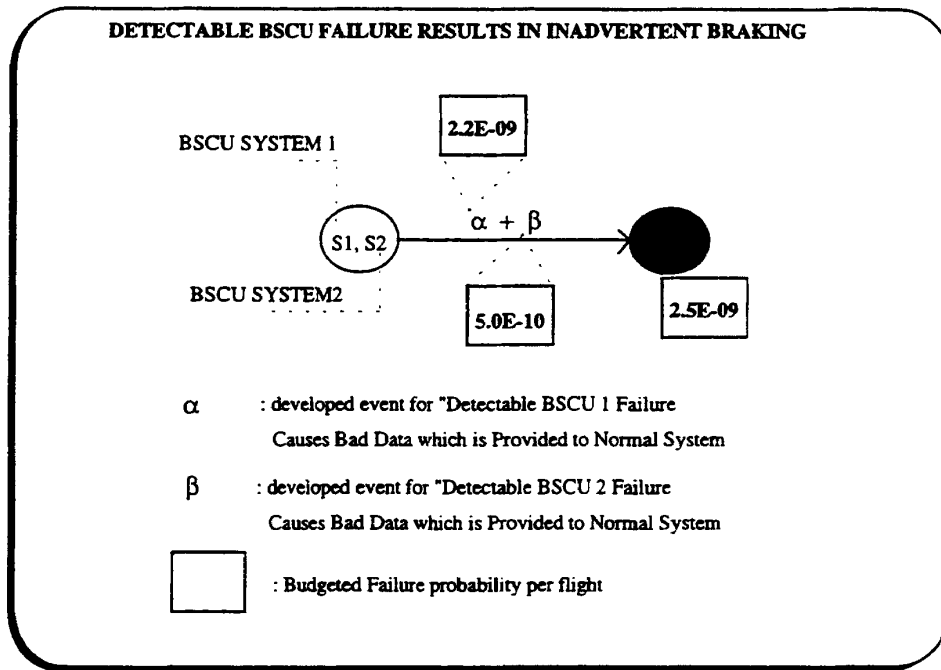 DETECTABLE BSCU FAILURE RESULTS IN INADVERTENT BRAKING
2.2E-09
BSCU SYSTEM 1
α + β
S1, S2
BSCU SYSTEM2
5.0E-10
2.5E-09
α : developed event for "Detectable BSCU 1 Failure
Causes Bad Data which is Provided to Normal System
β : developed event for "Detectable BSCU 2 Failure
Causes Bad Data which is Provided to Normal System
: Budgeted Failure probability per flight